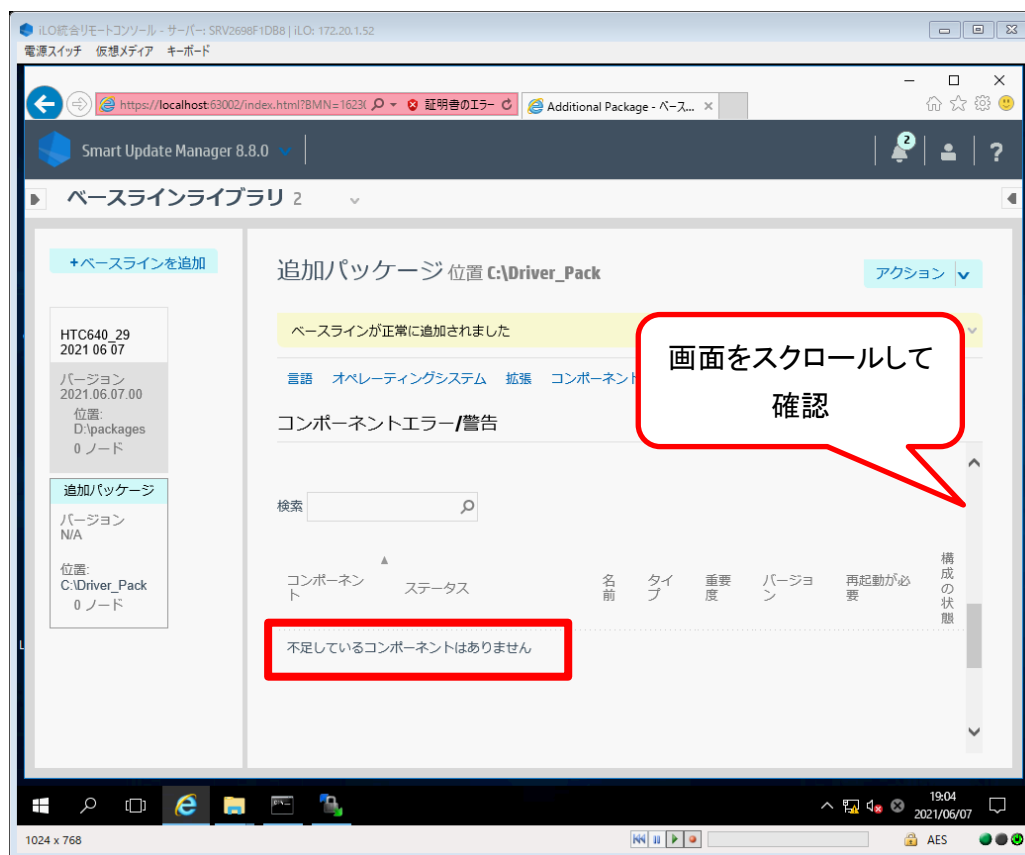 iLO統合リモートコンソール - サーバー: SRV2698F1DB8 | iLO: 172.20.1.52
電源スイッチ 仮想メディア キーボード
https://localhost:63002/index.html?BMN=1623
証明書のエラー
Additional Package - ベース...
Smart Update Manager 8.8.0
2
?
ベースラインライブラリ 2
+ベースラインを追加
HTC640_29
2021 06 07
バージョン
2021.06.07.00
位置:
D:\packages
0 ノード
追加パッケージ
バージョン
N/A
位置:
C:\Driver_Pack
0 ノード
追加パッケージ 位置 C:\Driver_Pack
アクション
ベースラインが正常に追加されました
言語 オペレーティングシステム 拡張 コンポーネント
コンポーネントエラー/警告
画面をスクロールして
確認
検索
コンポーネント
ステータス
名前
タイプ
重要度
バージョン
再起動が必要
構成の状態
不足しているコンポーネントはありません
19:04
2021/06/07
1024 x 768
AES